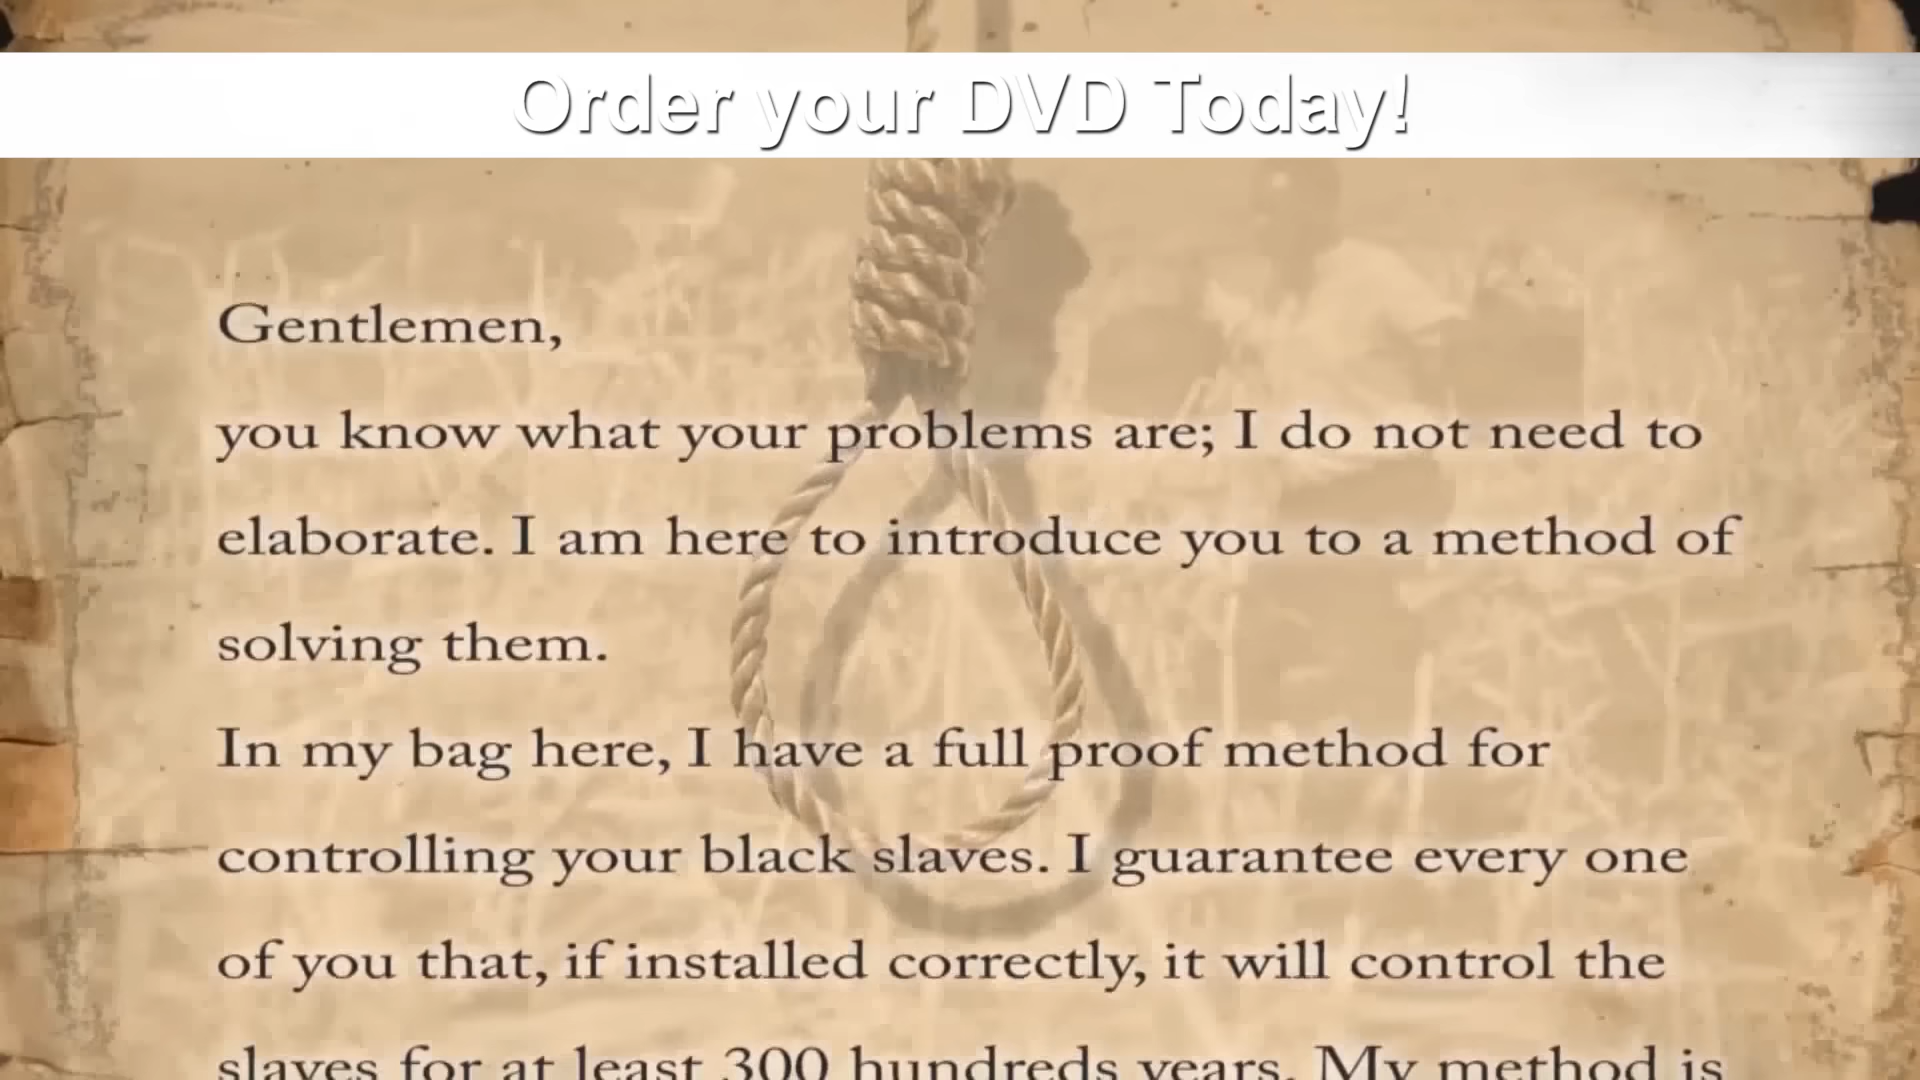 Order your DVD Today!
Gentlemen,
you know what your problems are; I do not need to
elaborate. I am here to introduce you to a method of
solving them.
In my bag here, I have a full proof method for
controlling your black slaves. I guarantee every one
of you that, if installed correctly, it will control the
slaves for at least 300 hundreds years. My method is